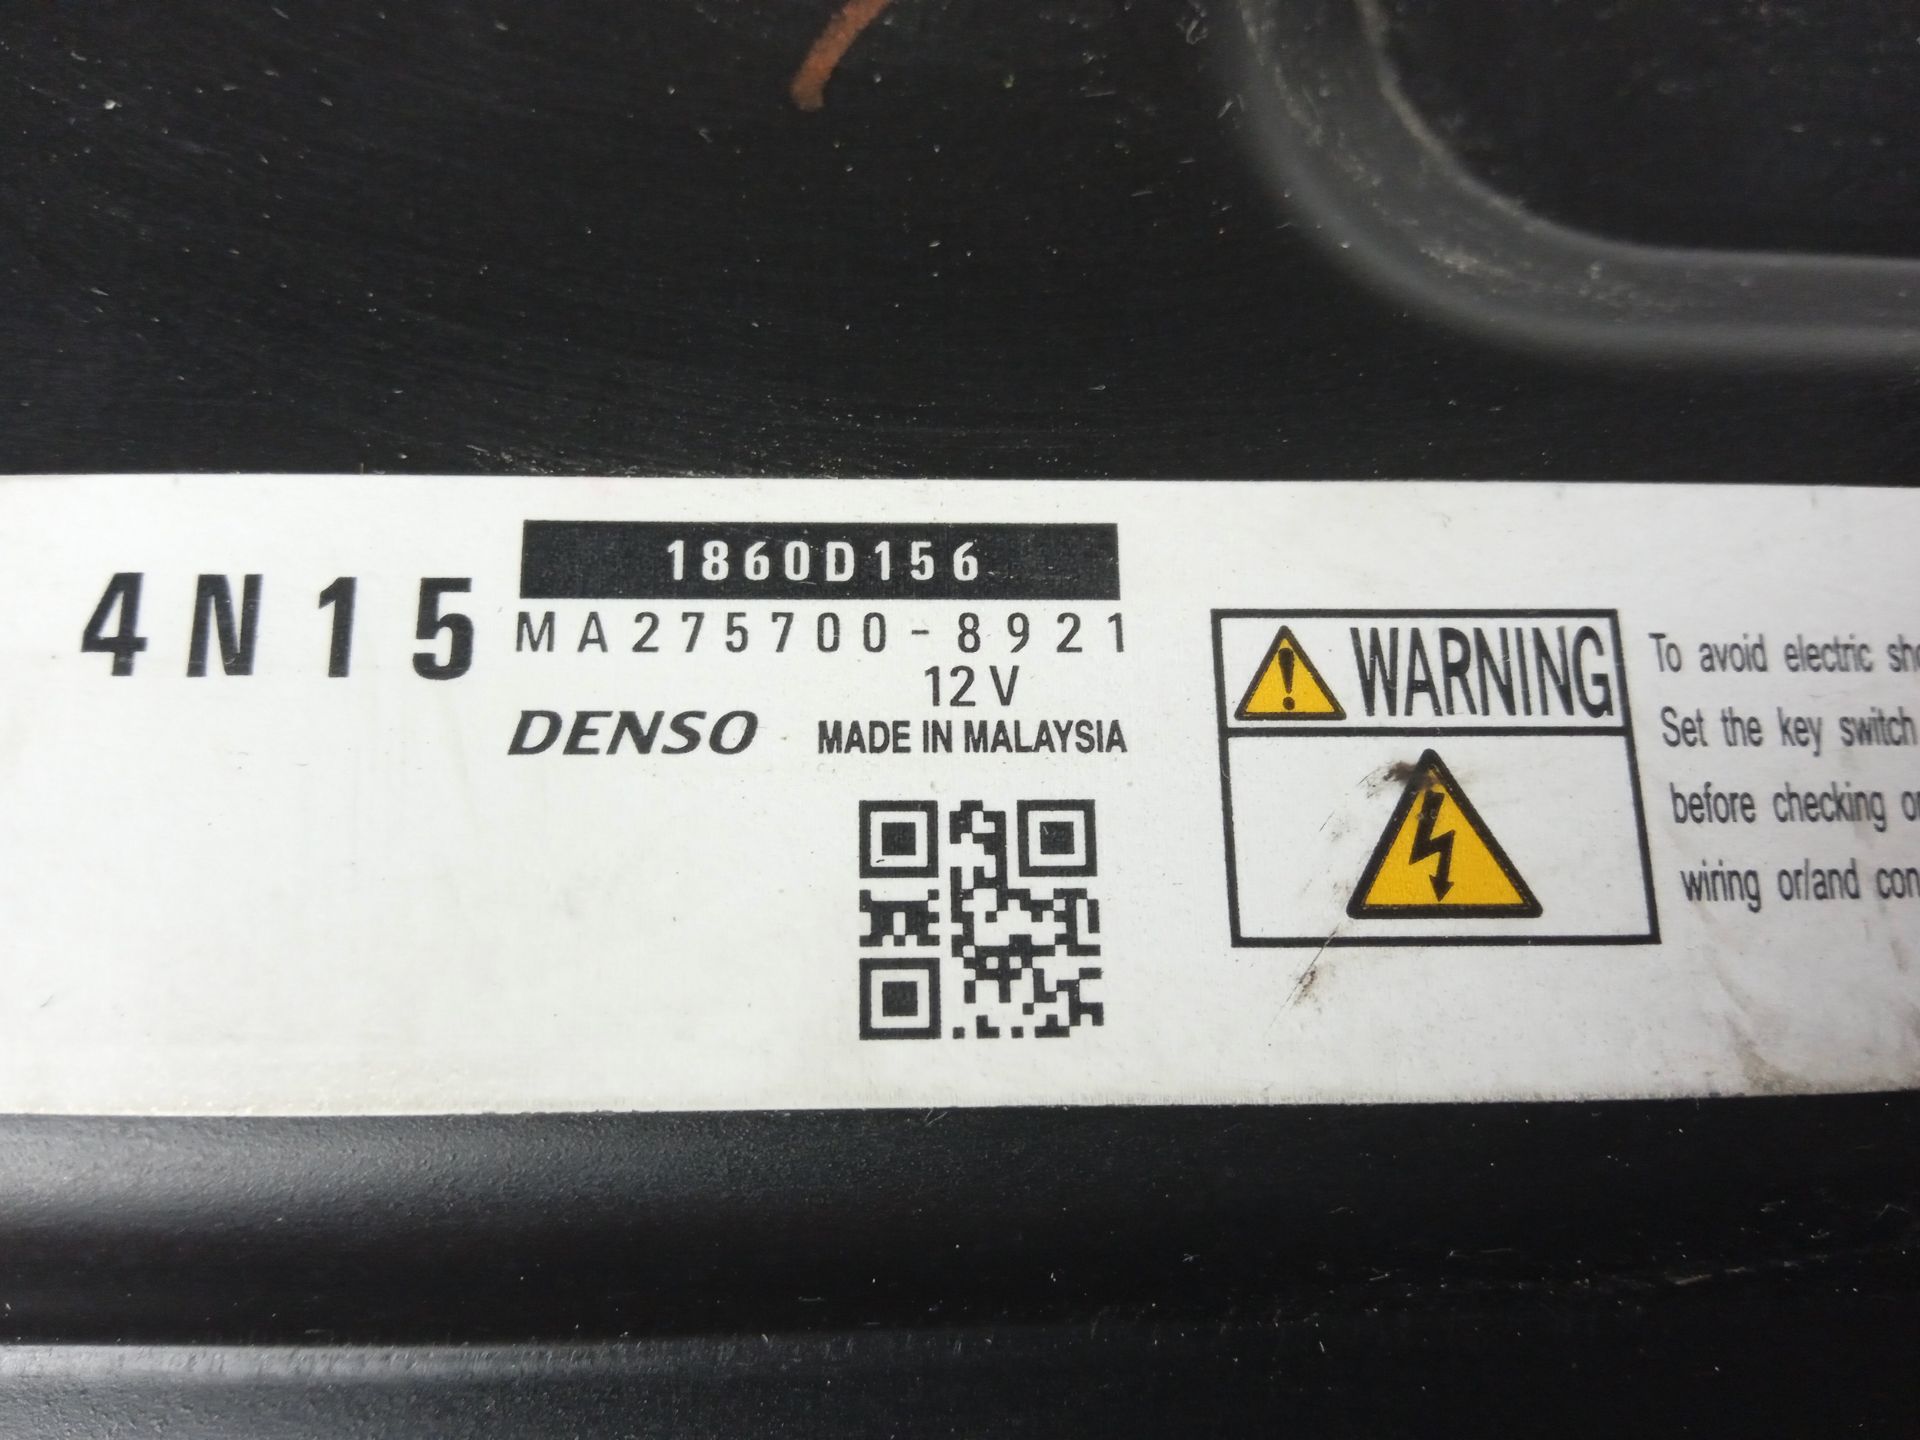 4N15
1860D156
MA275700-8921
12V
DENSO MADE IN MALAYSIA
WARNING
To avoid electric
Set the key switch
before checking
wiring or/and